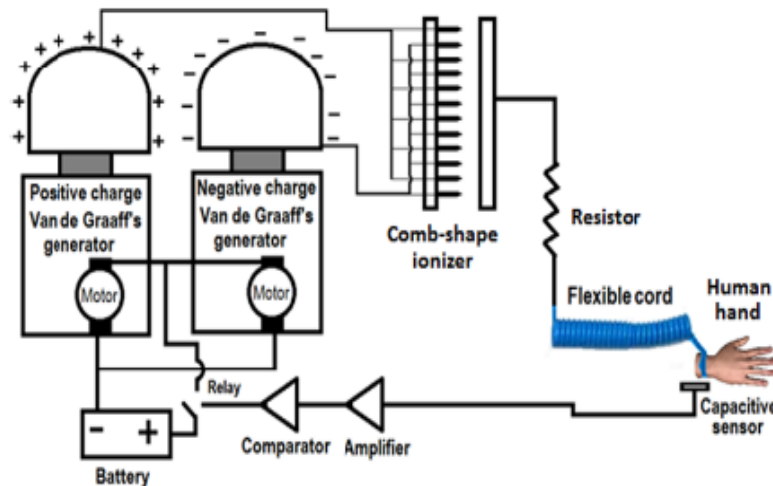 Positive charge
Van de Graaff's
generator
Negative charge
Van de Graaff's
generator
Motor
Motor
Comb-shape
ionizer
Resistor
Flexible cord
Human
hand
Relay
Comparator
Amplifier
Capacitive
sensor
- +
Battery